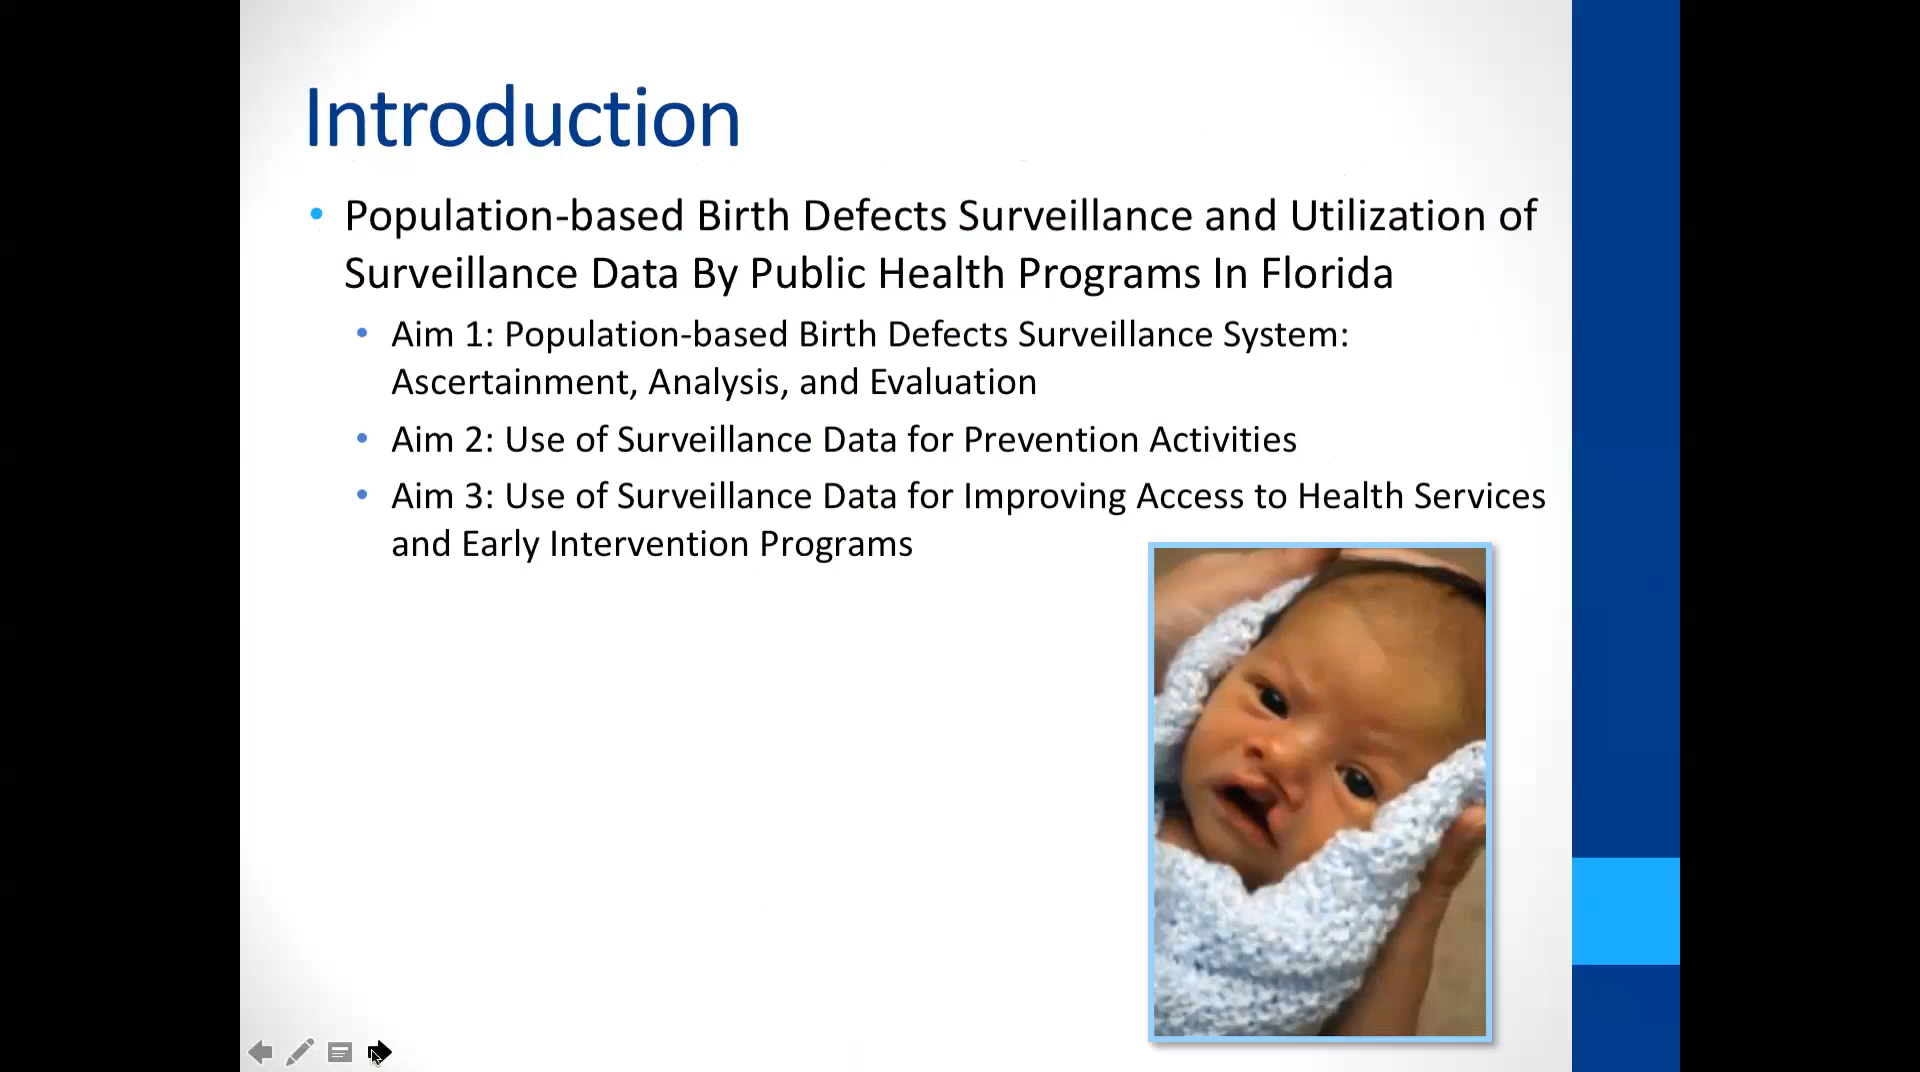 Introduction
• Population-based Birth Defects Surveillance and Utilization of
Surveillance Data By Public Health Programs In Florida
• Aim 1: Population-based Birth Defects Surveillance System:
Ascertainment, Analysis, and Evaluation
• Aim 2: Use of Surveillance Data for Prevention Activities
• Aim 3: Use of Surveillance Data for Improving Access to Health Services
and Early Intervention Programs